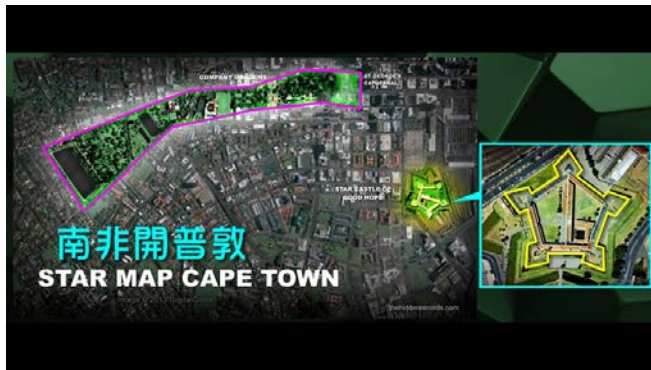 COMPANY GARDENS
ST GEORGE'S
CATHEDRAL
STAR CASTLE OF
GOOD HOPE
南非開普敦
STAR MAP CAPE TOWN
thehiddenrecords.com